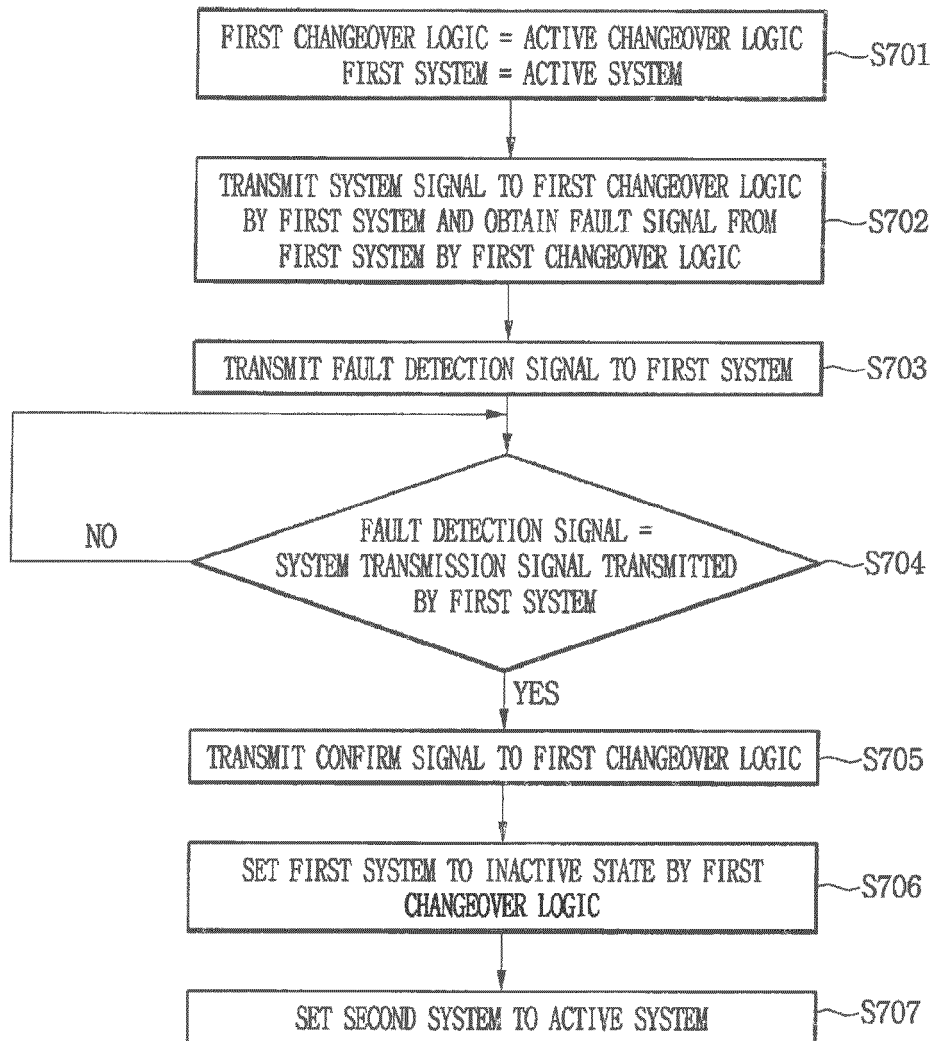 FIRST CHANGEOVER LOGIC = ACTIVE CHANGEOVER LOGIC
FIRST SYSTEM = ACTIVE SYSTEM
S701
TRANSMIT SYSTEM SIGNAL TO FIRST CHANGEOVER LOGIC
BY FIRST SYSTEM AND OBTAIN FAULT SIGNAL FROM
FIRST SYSTEM BY FIRST CHANGEOVER LOGIC
S702
TRANSMIT FAULT DETECTION SIGNAL TO FIRST SYSTEM
S703
NO
FAULT DETECTION SIGNAL =
SYSTEM TRANSMISSION SIGNAL TRANSMITTED
BY FIRST SYSTEM
S704
YES
TRANSMIT CONFIRM SIGNAL TO FIRST CHANGEOVER LOGIC
S705
SET FIRST SYSTEM TO INACTIVE STATE BY FIRST
CHANGEOVER LOGIC
S706
SET SECOND SYSTEM TO ACTIVE SYSTEM
S707